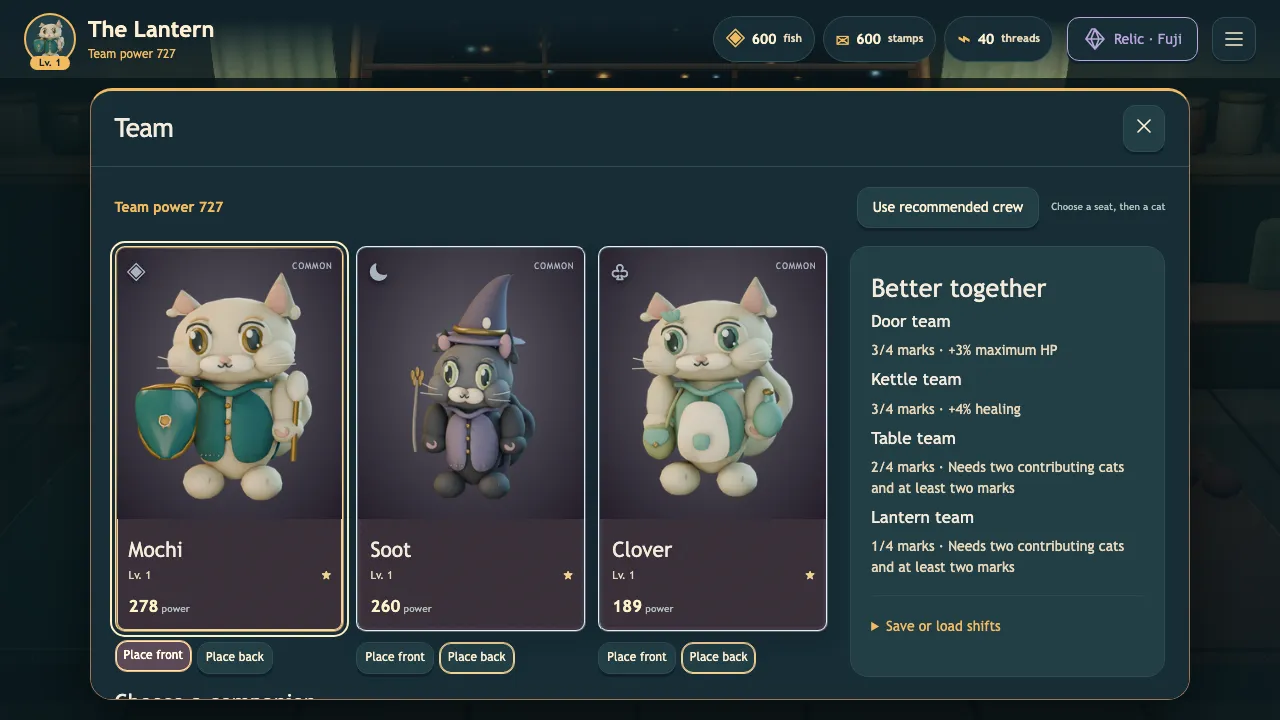 The Lantern
Team power 727
Lv. 1
600 fish
600 stamps
40 threads
Relic · Fuji
Team
Team power 727
Use recommended crew
Choose a seat, then a cat
COMMON
Mochi
Lv. 1
278 power
Place front
Place back
COMMON
Soot
Lv. 1
260 power
Place front
Place back
COMMON
Clover
Lv. 1
189 power
Place front
Place back
Better together
Door team
3/4 marks · +3% maximum HP
Kettle team
3/4 marks · +4% healing
Table team
2/4 marks · Needs two contributing cats
and at least two marks
Lantern team
1/4 marks · Needs two contributing cats
and at least two marks
Save or load shifts
Choose a companion